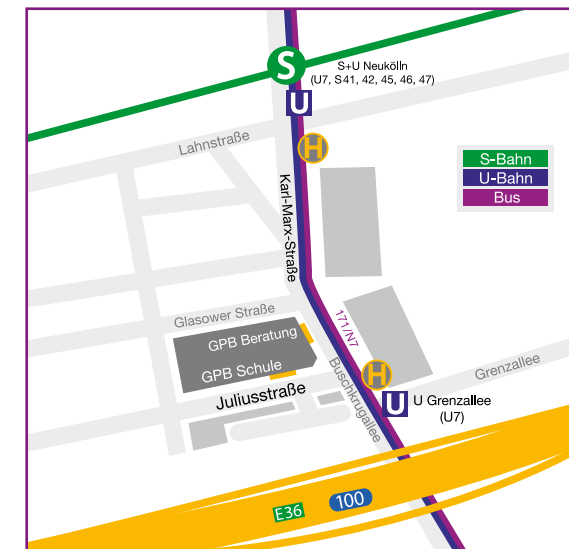 S
S+U Neukölln
(U7, S41, 42, 45, 46, 47)
U
Lahnstraße
H
S-Bahn
U-Bahn
Bus
Karl-Marx-Straße
Glasower Straße
171/N7
GPB Beratung
GPB Schule
Buschkrugallee
H
Grenzallee
Juliusstraße
U
U Grenzallee
(U7)
E36
100